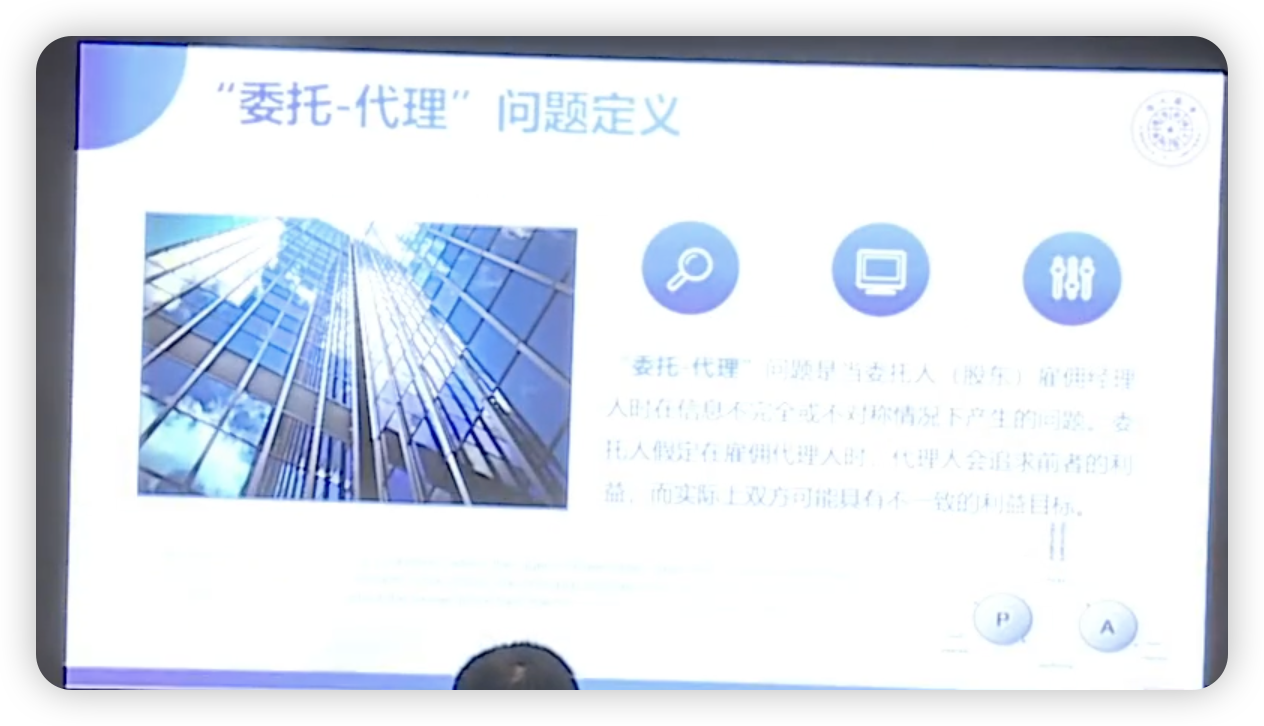 “委托-代理”问题定义
“委托-代理”问题是当委托人（股东）雇佣经理
人时在信息不完全或不对称情况下产生的问题。委
托人假定在雇佣代理人时，代理人会追求前者的利
益，而实际上双方可能具有不一致的利益目标。
P
A